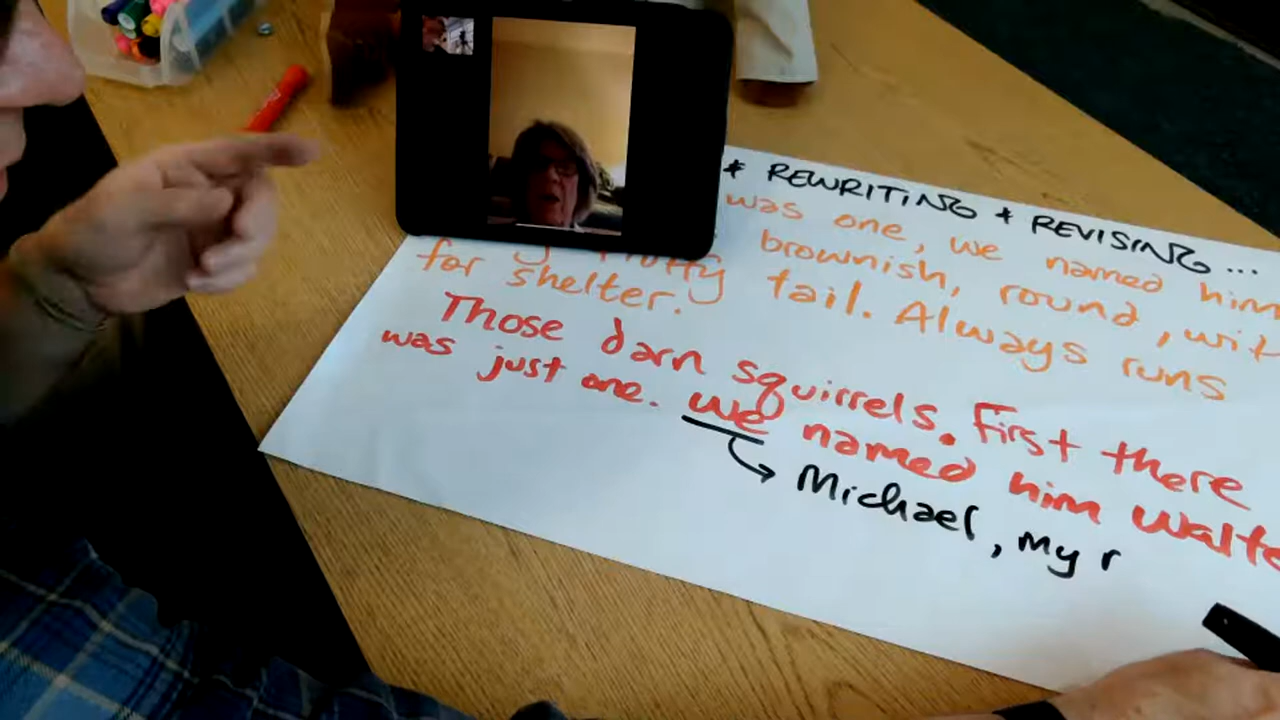 * REWRITING + REVISING...
was one, we named him
brownish, round, wit
fluffy tail. Always runs
for shelter.
Those darn squirrels. First there
was just one. We named him Walte
Michael, my r